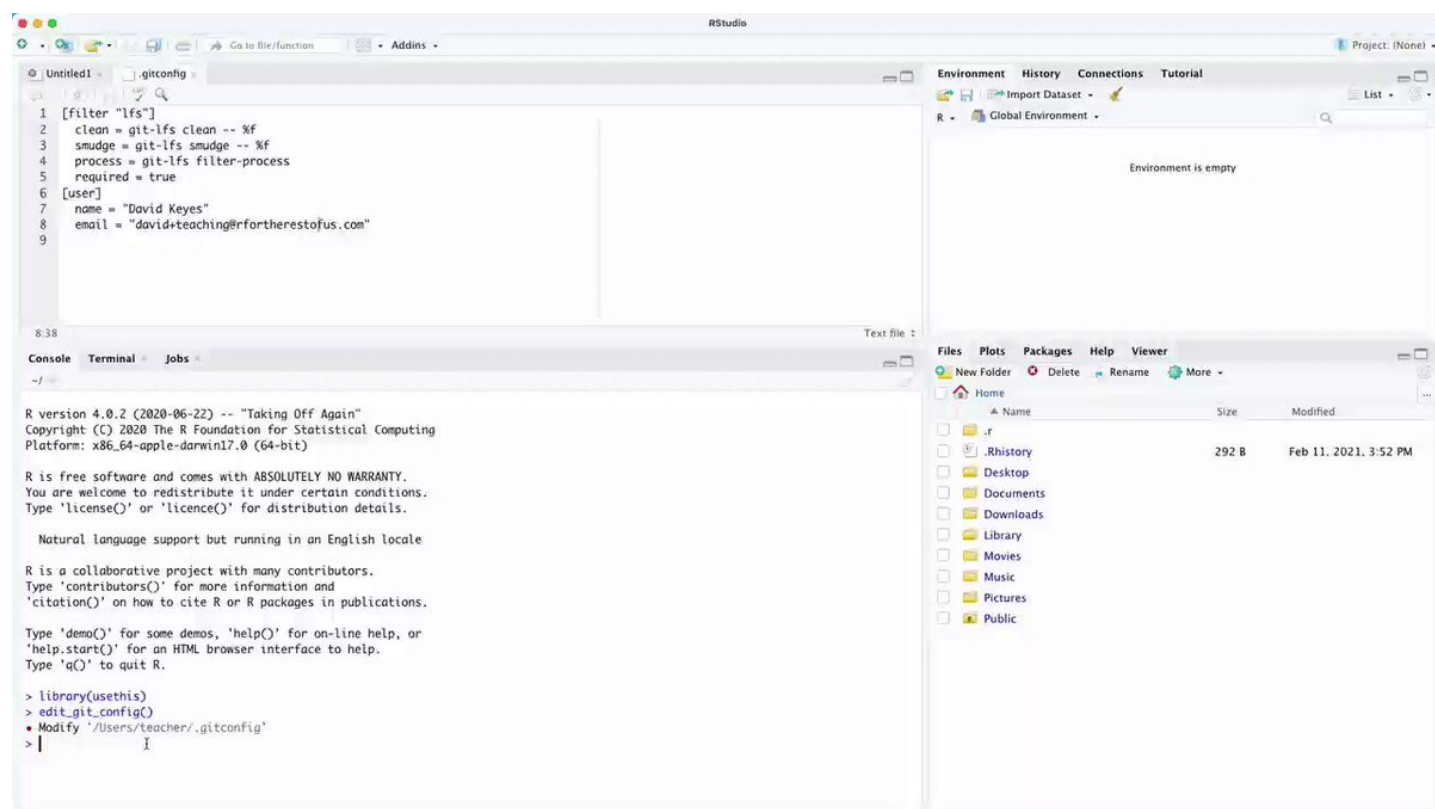 RStudio
Go to file/function Addins
Project: (None)
Untitled1 .gitconfig
1 [filter "lfs"]
2 clean = git-lfs clean -- %f
3 smudge = git-lfs smudge -- %f
4 process = git-lfs filter-process
5 required = true
6 [user]
7 name = "David Keyes"
8 email = "david+teaching@rfortherestofus.com"
9
8:38 Text file
Console Terminal Jobs
~/
R version 4.0.2 (2020-06-22) -- "Taking Off Again"
Copyright (C) 2020 The R Foundation for Statistical Computing
Platform: x86_64-apple-darwin17.0 (64-bit)
R is free software and comes with ABSOLUTELY NO WARRANTY.
You are welcome to redistribute it under certain conditions.
Type 'license()' or 'licence()' for distribution details.
Natural language support but running in an English locale
R is a collaborative project with many contributors.
Type 'contributors()' for more information and
'citation()' on how to cite R or R packages in publications.
Type 'demo()' for some demos, 'help()' for on-line help, or
'help.start()' for an HTML browser interface to help.
Type 'q()' to quit R.
> library(usethis)
> edit_git_config()
• Modify '/Users/teacher/.gitconfig'
>
Environment History Connections Tutorial
Import Dataset List
R Global Environment
Environment is empty
Files Plots Packages Help Viewer
New Folder Delete Rename More
Home ...
Name Size Modified
.r
.Rhistory 292 B Feb 11, 2021, 3:52 PM
Desktop
Documents
Downloads
Library
Movies
Music
Pictures
Public